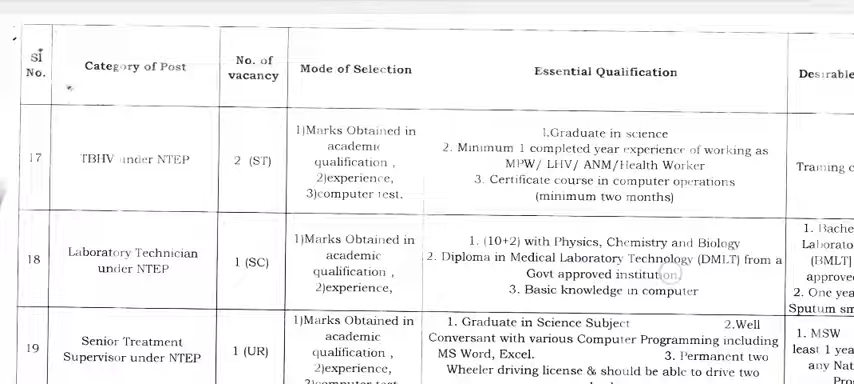 Sl No.
Category of Post
No. of vacancy
Mode of Selection
Essential Qualification
Desirable
17
TBHV under NTEP
2 (ST)
1)Marks Obtained in
academic
qualification ,
2)experience,
3)computer test.
1.Graduate in science
2. Minimum 1 completed year experience of working as
MPW/ LHV/ ANM/Health Worker
3. Certificate course in computer operations
(minimum two months)
Training
18
Laboratory Technician
under NTEP
1 (SC)
1)Marks Obtained in
academic
qualification ,
2)experience,
1. (10+2) with Physics, Chemistry and Biology
2. Diploma in Medical Laboratory Technology (DMLT) from a
Govt approved institution.
3. Basic knowledge in computer
1. Bache
Laborato
(BMLT)
approve
2. One yea
Sputum sm
19
Senior Treatment
Supervisor under NTEP
1 (UR)
1)Marks Obtained in
academic
qualification ,
2)experience,
3)computer test.
1. Graduate in Science Subject 2.Well
Conversant with various Computer Programming including
MS Word, Excel. 3. Permanent two
Wheeler driving license & should be able to drive two
1. MSW
least 1 yea
any Nat
Pro